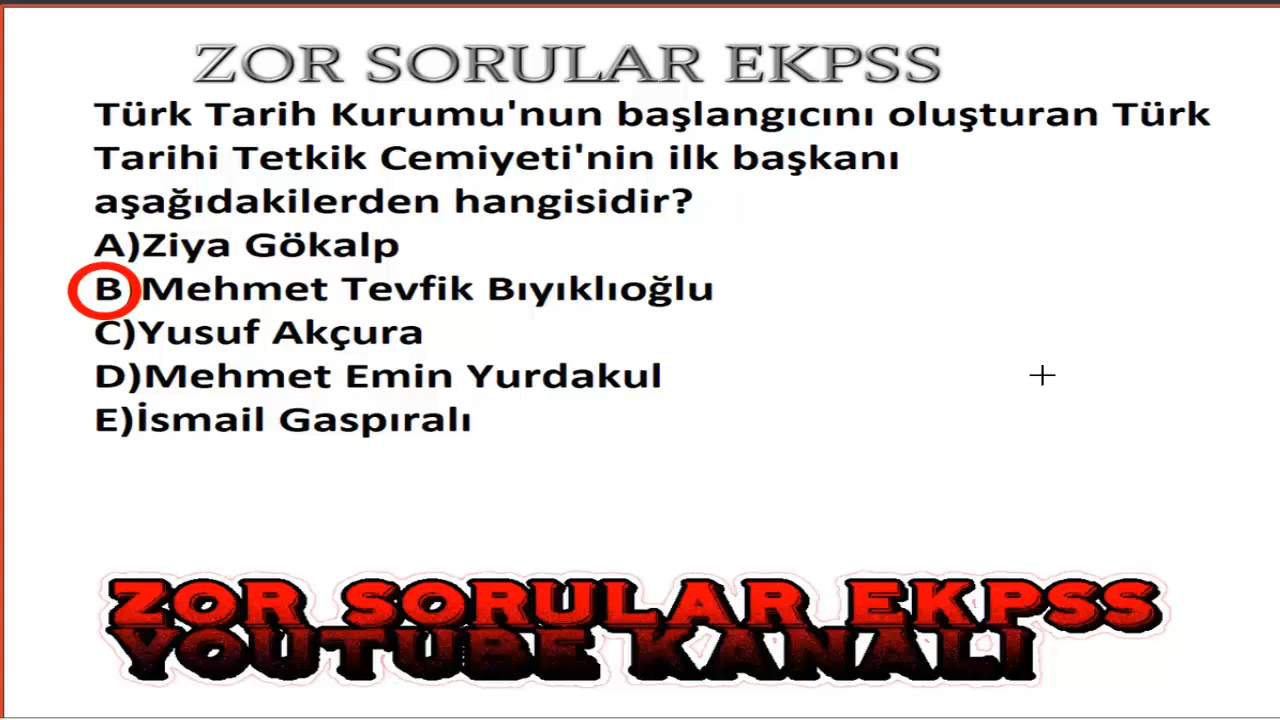 ZOR SORULAR EKPSS
Türk Tarih Kurumu'nun başlangıcını oluşturan Türk
Tarihi Tetkik Cemiyeti'nin ilk başkanı
aşağıdakilerden hangisidir?
A)Ziya Gökalp
B)Mehmet Tevfik Bıyıklıoğlu
C)Yusuf Akçura
D)Mehmet Emin Yurdakul
E)İsmail Gaspıralı
ZOR SORULAR EKPSS
YOUTUBE KANALI